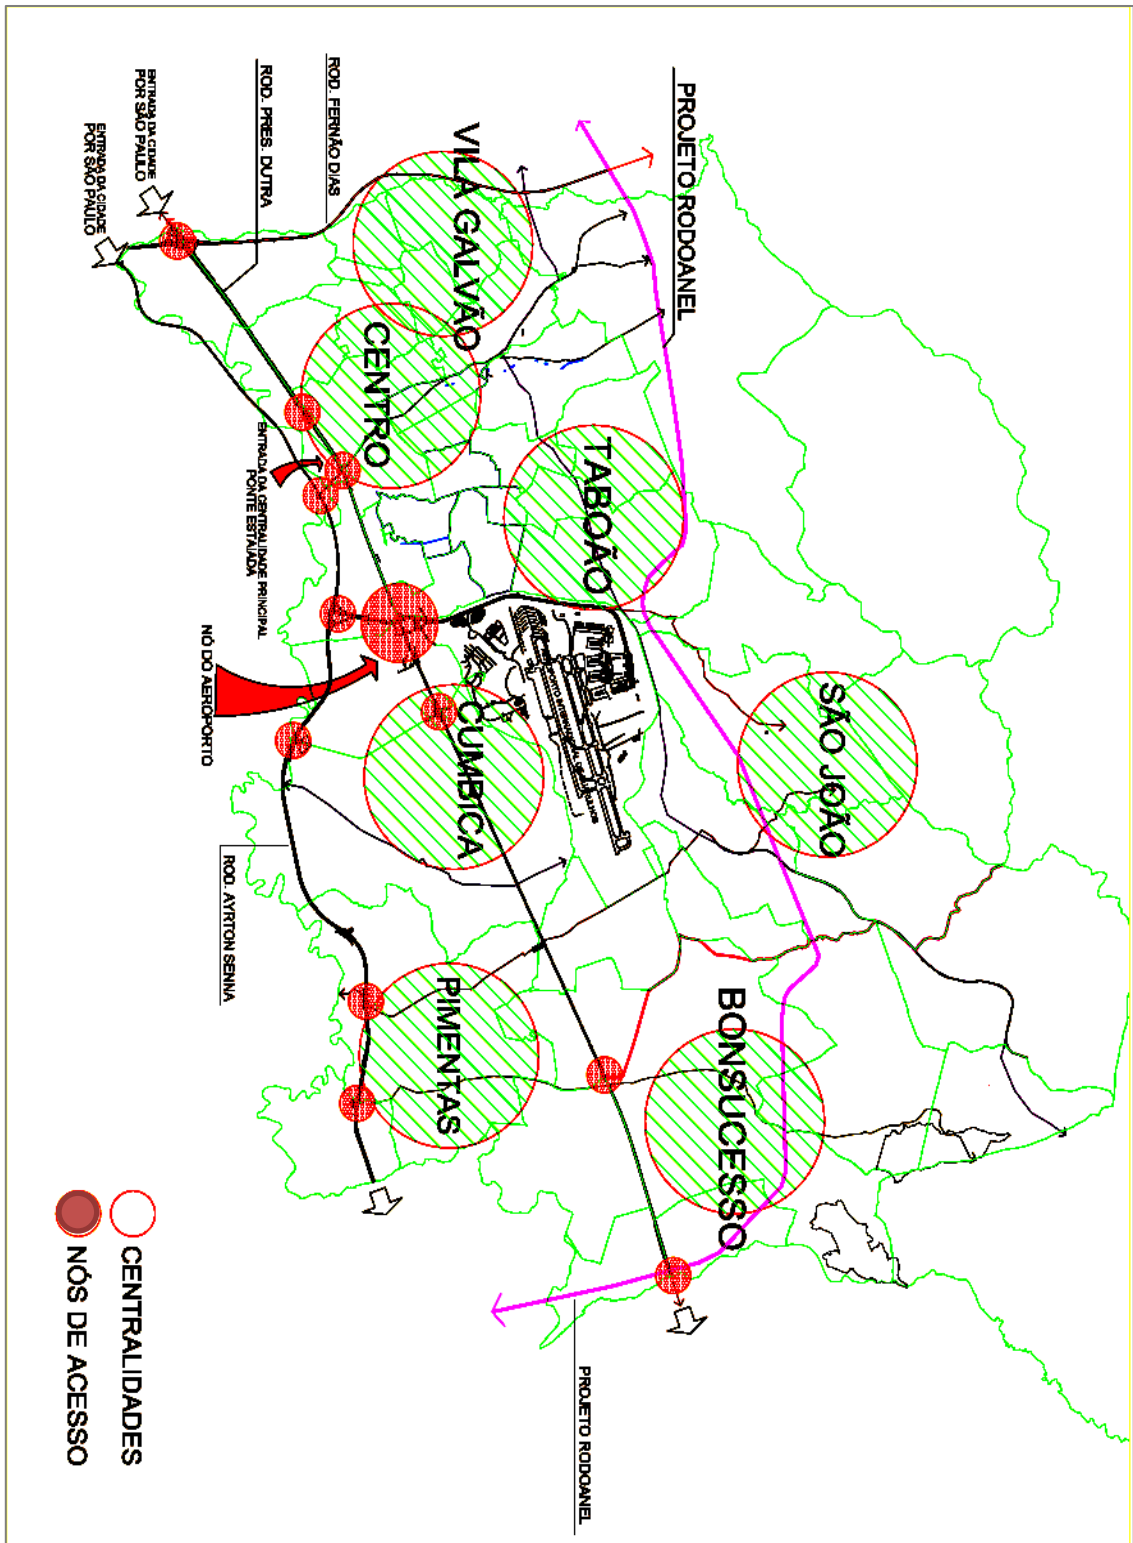 PROJETO RODOANEL
ROD. FERNÃO DIAS
ROD. PRES. DUTRA
ENTRADA DA CIDADE
POR SÃO PAULO
ENTRADA DA CIDADE
POR SÃO PAULO
VILA GALVÃO
CENTRO
TABOÃO
SÃO JOÃO
CUMBICA
BONSUCESSO
PIMENTAS
ENTRADA DA CENTRALIDADE PRINCIPAL
PONTE ESTAIADA
NÓ DO AEROPORTO
ROD. AYRTON SENNA
PROJETO RODOANEL
CENTRALIDADES
NÓS DE ACESSO